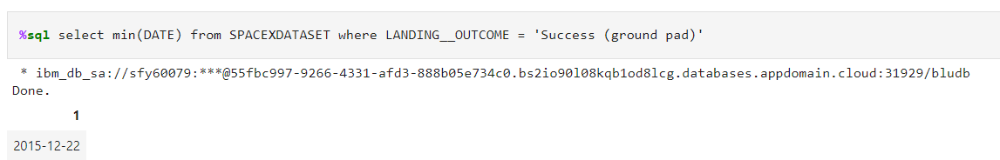 %sql select min(DATE) from SPACEXDATASET where LANDING__OUTCOME = 'Success (ground pad)'
* ibm_db_sa://sfy60079:***@55fbc997-9266-4331-afd3-888b05e734c0.bs2io90l08kqb1od8lcg.databases.appdomain.cloud:31929/bludb
Done.
1
2015-12-22